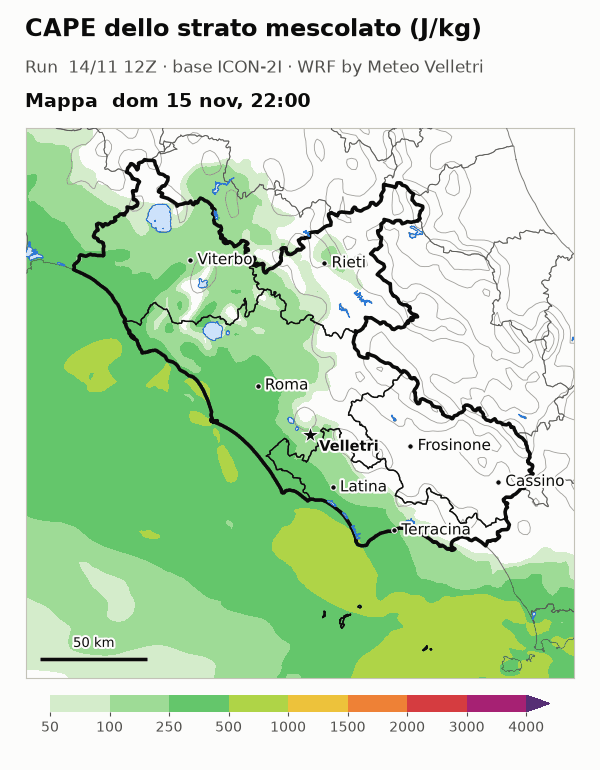 CAPE dello strato mescolato (J/kg)
Run  14/11 12Z · base ICON-2I · WRF by Meteo Velletri
Mappa  dom 15 nov, 22:00
Viterbo
Rieti
Roma
Velletri
Frosinone
Cassino
Latina
Terracina
50 km
50 100 250 500 1000 1500 2000 3000 4000